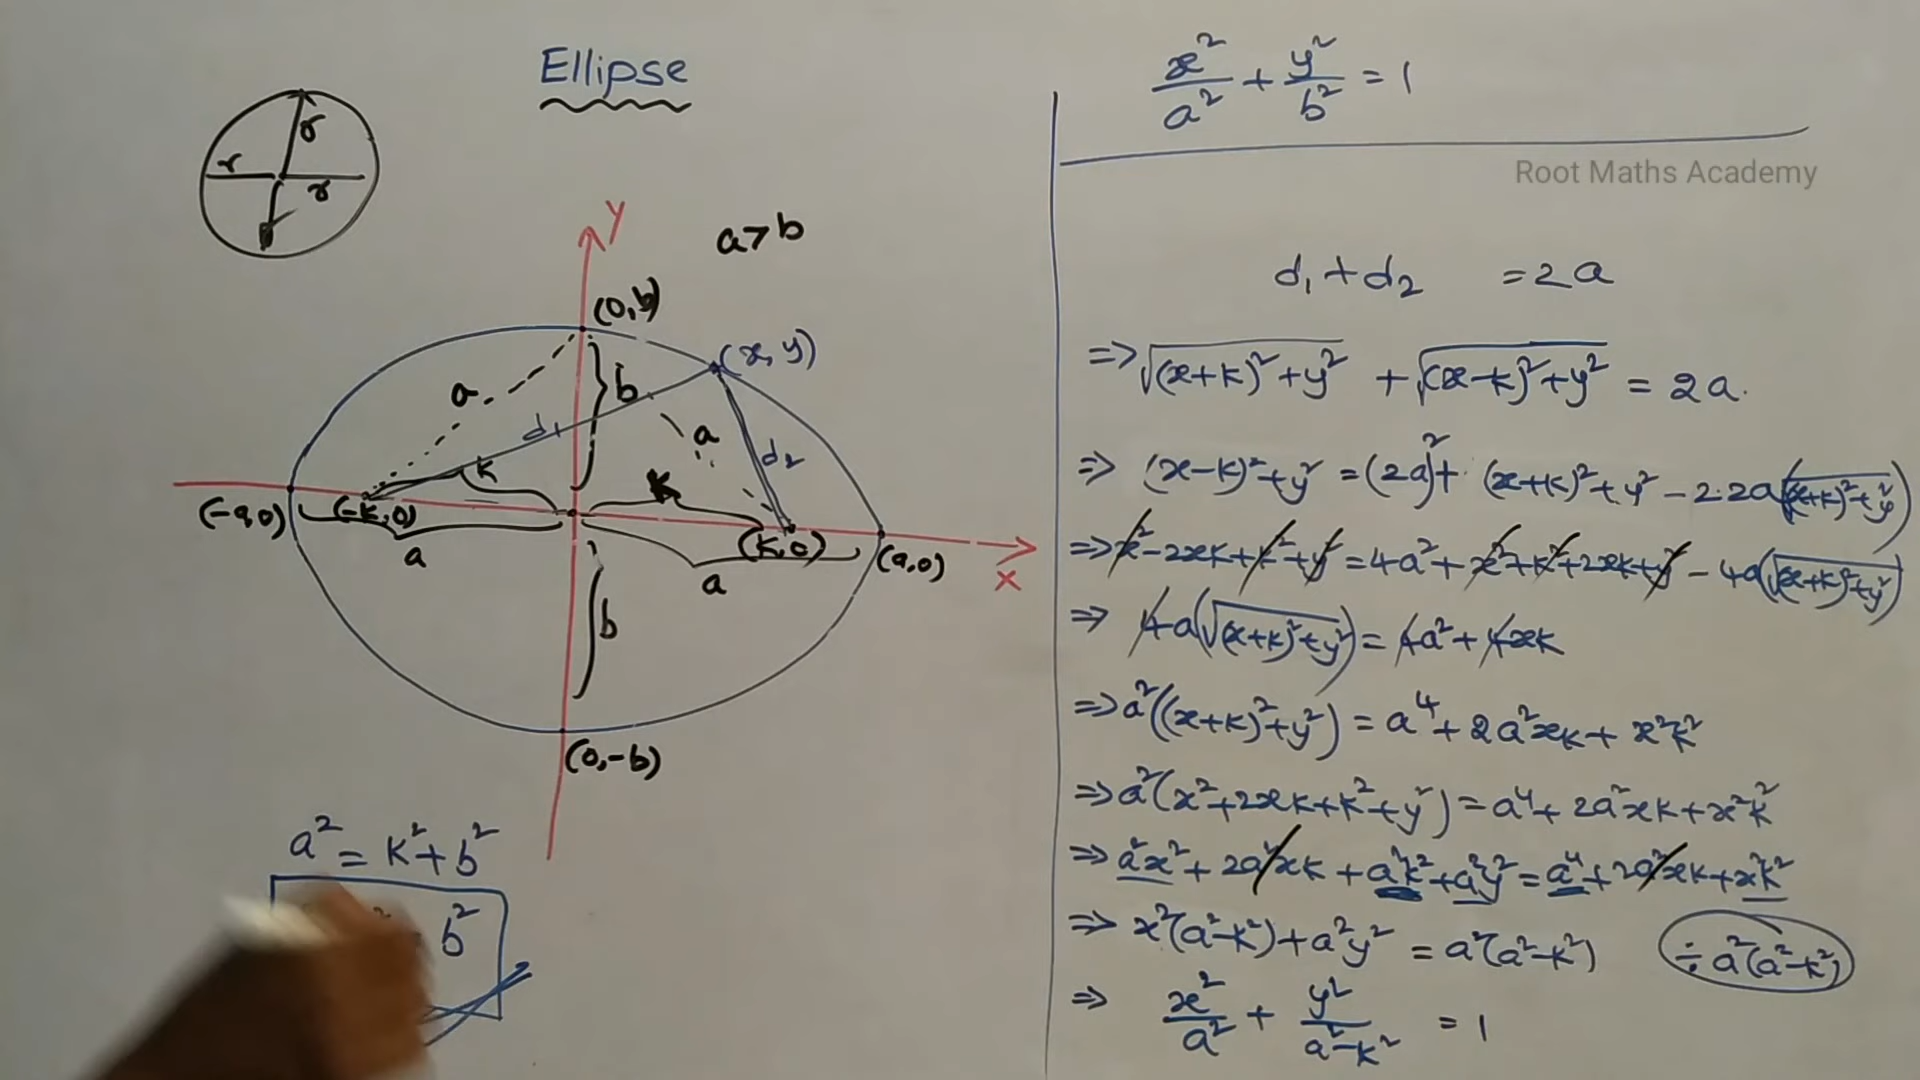 Ellipse
r
r
r
Y
a>b
(0,b)
(x,y)
a
b
d₁
a
d₂
k
k
(-a,0)
(-k,0)
(k,0)
(a,0)
X
a
a
b
(0,-b)
a² = k²+b²
b²
x²/a² + y²/b² = 1
Root Maths Academy
d₁+d₂ = 2a
⇒ √((x+k)²+y²) + √((x-k)²+y²) = 2a.
⇒ (x-k)²+y² = (2a)²+ (x+k)²+y² - 2.2a(√((x+k)²+y²))
⇒ x²-2xk+k²+y² = 4a²+x²+k²+2xk+y² - 4a(√((x+k)²+y²))
⇒ 4a(√((x+k)²+y²)) = 4a²+4xk
⇒ a²((x+k)²+y²) = a⁴+2a²xk+x²k²
⇒ a²(x²+2xk+k²+y²) = a⁴+2a²xk+x²k²
⇒ a²x²+2a²xk+a²k²+a²y² = a⁴+2a²xk+x²k²
⇒ x²(a²-k²)+a²y² = a²(a²-k²) ÷ a²(a²-k²)
⇒ x²/a² + y²/(a²-k²) = 1